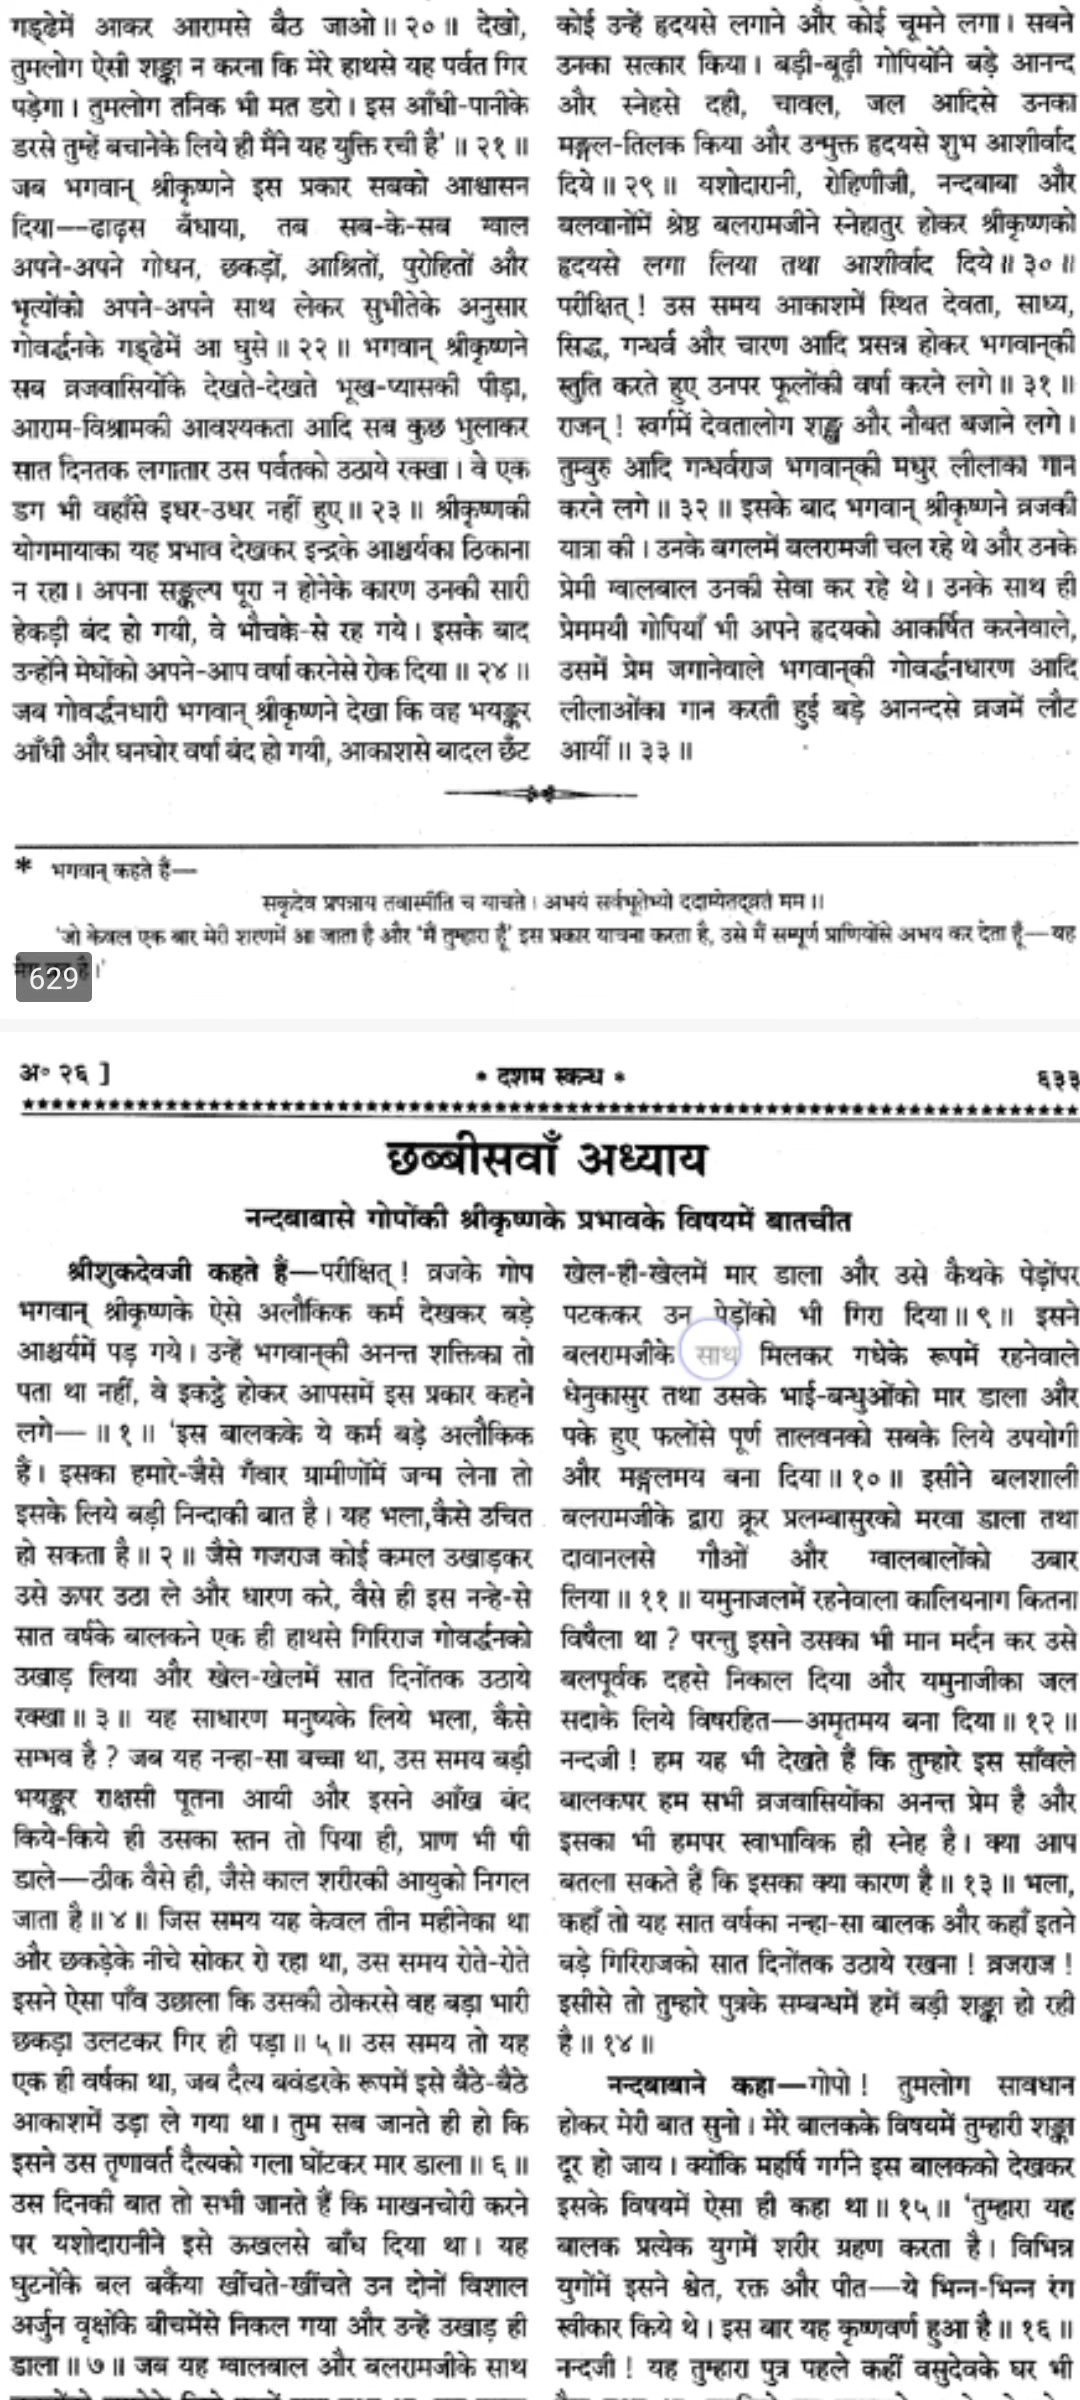 गड्ढेमें आकर आरामसे बैठ जाओ॥ २०॥ देखो,
तुमलोग ऐसी शङ्का न करना कि मेरे हाथसे यह पर्वत गिर
पड़ेगा। तुमलोग तनिक भी मत डरो। इस आँधी-पानीके
डरसे तुम्हें बचानेके लिये ही मैंने यह युक्ति रची है’॥ २१॥
जब भगवान् श्रीकृष्णने इस प्रकार सबको आश्वासन
दिया—ढाढ़स बँधाया, तब सब-के-सब ग्वाल
अपने-अपने गोधन, छकड़ों, आश्रितों, पुरोहितों और
भृत्योंको अपने-अपने साथ लेकर सुभीतेके अनुसार
गोवर्द्धनके गड्ढेमें आ घुसे॥ २२॥ भगवान् श्रीकृष्णने
सब व्रजवासियोंके देखते-देखते भूख-प्यासकी पीड़ा,
आराम-विश्रामकी आवश्यकता आदि सब कुछ भुलाकर
सात दिनतक लगातार उस पर्वतको उठाये रक्खा। वे एक
डग भी वहाँसे इधर-उधर नहीं हुए॥ २३॥ श्रीकृष्णकी
योगमायाका यह प्रभाव देखकर इन्द्रके आश्चर्यका ठिकाना
न रहा। अपना सङ्कल्प पूरा न होनेके कारण उनकी सारी
हेकड़ी बंद हो गयी, वे भौचक्के-से रह गये। इसके बाद
उन्होंने मेघोंको अपने-आप वर्षा करनेसे रोक दिया॥ २४॥
जब गोवर्द्धनधारी भगवान् श्रीकृष्णने देखा कि वह भयङ्कर
आँधी और घनघोर वर्षा बंद हो गयी, आकाशसे बादल छँट
कोई उन्हें हृदयसे लगाने और कोई चूमने लगा। सबने
उनका सत्कार किया। बड़ी-बूढ़ी गोपियोंने बड़े आनन्द
और स्नेहसे दही, चावल, जल आदिसे उनका
मङ्गल-तिलक किया और उन्मुक्त हृदयसे शुभ आशीर्वाद
दिये॥ २९॥ यशोदारानी, रोहिणीजी, नन्दबाबा और
बलवानोंमें श्रेष्ठ बलरामजीने स्नेहातुर होकर श्रीकृष्णको
हृदयसे लगा लिया तथा आशीर्वाद दिये॥ ३०॥
परीक्षित्! उस समय आकाशमें स्थित देवता, साध्य,
सिद्ध, गन्धर्व और चारण आदि प्रसन्न होकर भगवान्‌की
स्तुति करते हुए उनपर फूलोंकी वर्षा करने लगे॥ ३१॥
राजन्! स्वर्गमें देवतालोग शङ्ख और नौबत बजाने लगे।
तुम्बुरु आदि गन्धर्वराज भगवान्‌की मधुर लीलाका गान
करने लगे॥ ३२॥ इसके बाद भगवान् श्रीकृष्णने व्रजकी
यात्रा की। उनके बगलमें बलरामजी चल रहे थे और उनके
प्रेमी ग्वालबाल उनकी सेवा कर रहे थे। उनके साथ ही
प्रेममयी गोपियाँ भी अपने हृदयको आकर्षित करनेवाले,
उसमें प्रेम जगानेवाले भगवान्‌की गोवर्द्धनधारण आदि
लीलाओंका गान करती हुई बड़े आनन्दसे व्रजमें लौट
आयीं॥ ३३॥
* भगवान् कहते हैं—
सकृदेव प्रपन्नाय तवास्मीति च याचते। अभयं सर्वभूतेभ्यो ददाम्येतद्व्रतं मम॥
‘जो केवल एक बार मेरी शरणमें आ जाता है और ‘मैं तुम्हारा हूँ’ इस प्रकार याचना करता है, उसे मैं सम्पूर्ण प्राणियोंसे अभय कर देता हूँ—यह
है।’
629
अ॰ २६ ]
* दशम स्कन्ध *
६३३
छब्बीसवाँ अध्याय
नन्दबाबासे गोपोंकी श्रीकृष्णके प्रभावके विषयमें बातचीत
श्रीशुकदेवजी कहते हैं—परीक्षित्! व्रजके गोप
भगवान् श्रीकृष्णके ऐसे अलौकिक कर्म देखकर बड़े
आश्चर्यमें पड़ गये। उन्हें भगवान्‌की अनन्त शक्तिका तो
पता था नहीं, वे इकट्ठे होकर आपसमें इस प्रकार कहने
लगे—॥ १॥ ‘इस बालकके ये कर्म बड़े अलौकिक
हैं। इसका हमारे-जैसे गँवार ग्रामीणोंमें जन्म लेना तो
इसके लिये बड़ी निन्दाकी बात है। यह भला, कैसे उचित
हो सकता है॥ २॥ जैसे गजराज कोई कमल उखाड़कर
उसे ऊपर उठा ले और धारण करे, वैसे ही इस नन्हे-से
सात वर्षके बालकने एक ही हाथसे गिरिराज गोवर्द्धनको
उखाड़ लिया और खेल-खेलमें सात दिनोंतक उठाये
रक्खा॥ ३॥ यह साधारण मनुष्यके लिये भला, कैसे
सम्भव है? जब यह नन्हा-सा बच्चा था, उस समय बड़ी
भयङ्कर राक्षसी पूतना आयी और इसने आँख बंद
किये-किये ही उसका स्तन तो पिया ही, प्राण भी पी
डाले—ठीक वैसे ही, जैसे काल शरीरकी आयुको निगल
जाता है॥ ४॥ जिस समय यह केवल तीन महीनेका था
और छकड़ेके नीचे सोकर रो रहा था, उस समय रोते-रोते
इसने ऐसा पाँव उछाला कि उसकी ठोकरसे वह बड़ा भारी
छकड़ा उलटकर गिर ही पड़ा॥ ५॥ उस समय तो यह
एक ही वर्षका था, जब दैत्य बवंडरके रूपमें इसे बैठे-बैठे
आकाशमें उड़ा ले गया था। तुम सब जानते ही हो कि
इसने उस तृणावर्त दैत्यको गला घोंटकर मार डाला॥ ६॥
उस दिनकी बात तो सभी जानते हैं कि माखनचोरी करने
पर यशोदारानीने इसे ऊखलसे बाँध दिया था। यह
घुटनोंके बल बकैंया खींचते-खींचते उन दोनों विशाल
अर्जुन वृक्षोंके बीचमेंसे निकल गया और उन्हें उखाड़ ही
डाला॥ ७॥ जब यह ग्वालबाल और बलरामजीके साथ
खेल-ही-खेलमें मार डाला और उसे कैथके पेड़ोंपर
पटककर उन पेड़ोंको भी गिरा दिया॥ ९॥ इसने
बलरामजीके साथ मिलकर गधेके रूपमें रहनेवाले
धेनुकासुर तथा उसके भाई-बन्धुओंको मार डाला और
पके हुए फलोंसे पूर्ण तालवनको सबके लिये उपयोगी
और मङ्गलमय बना दिया॥ १०॥ इसीने बलशाली
बलरामजीके द्वारा क्रूर प्रलम्बासुरको मरवा डाला तथा
दावानलसे गौओं और ग्वालबालोंको उबार
लिया॥ ११॥ यमुनाजलमें रहनेवाला कालियनाग कितना
विषैला था? परन्तु इसने उसका भी मान मर्दन कर उसे
बलपूर्वक दहसे निकाल दिया और यमुनाजीका जल
सदाके लिये विषरहित—अमृतमय बना दिया॥ १२॥
नन्दजी! हम यह भी देखते हैं कि तुम्हारे इस साँवले
बालकपर हम सभी व्रजवासियोंका अनन्त प्रेम है और
इसका भी हमपर स्वाभाविक ही स्नेह है। क्या आप
बतला सकते हैं कि इसका क्या कारण है॥ १३॥ भला,
कहाँ तो यह सात वर्षका नन्हा-सा बालक और कहाँ इतने
बड़े गिरिराजको सात दिनोंतक उठाये रखना! व्रजराज!
इसीसे तो तुम्हारे पुत्रके सम्बन्धमें हमें बड़ी शङ्का हो रही
है॥ १४॥
नन्दबाबाने कहा—गोपो! तुमलोग सावधान
होकर मेरी बात सुनो। मेरे बालकके विषयमें तुम्हारी शङ्का
दूर हो जाय। क्योंकि महर्षि गर्गने इस बालकको देखकर
इसके विषयमें ऐसा ही कहा था॥ १५॥ ‘तुम्हारा यह
बालक प्रत्येक युगमें शरीर ग्रहण करता है। विभिन्न
युगोंमें इसने श्वेत, रक्त और पीत—ये भिन्न-भिन्न रंग
स्वीकार किये थे। इस बार यह कृष्णवर्ण हुआ है॥ १६॥
नन्दजी! यह तुम्हारा पुत्र पहले कहीं वसुदेवके घर भी